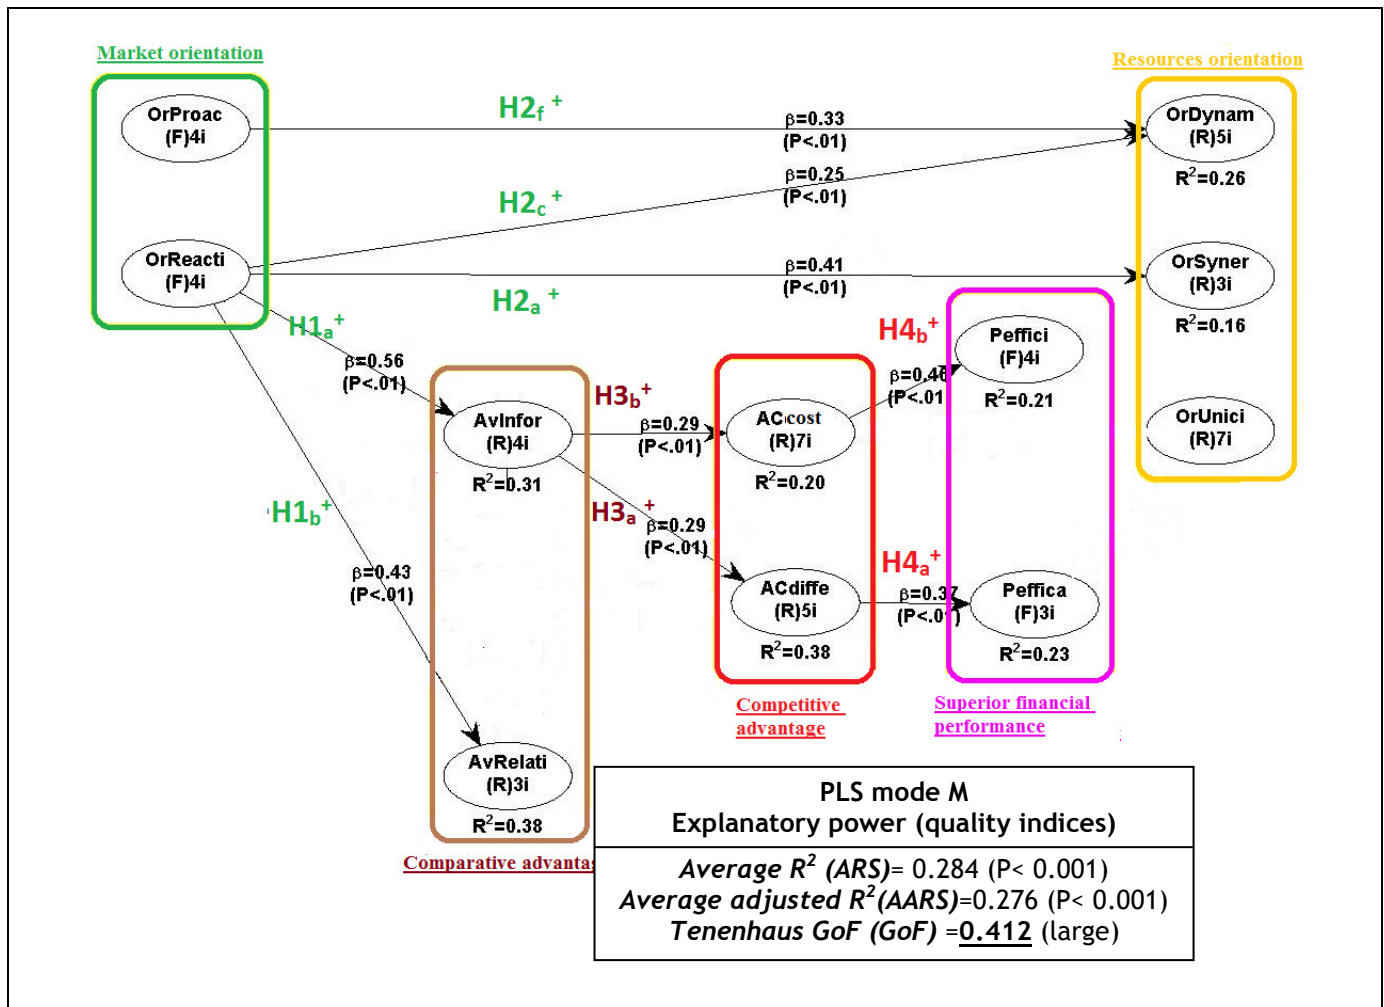 Market orientation
Resources orientation
OrProac
(F)4i
H2f +
β=0.33
(P<.01)
OrDynam
(R)5i
R²=0.26
β=0.25
(P<.01)
H2c +
OrReacti
(F)4i
β=0.41
(P<.01)
OrSyner
(R)3i
R²=0.16
H2a +
H1a+
β=0.56
(P<.01)
H4b+
Peffici
(F)4i
R²=0.21
β=0.46
(P<.01
H3b+
AvInfor
(R)4i
R²=0.31
β=0.29
(P<.01)
ACcost
(R)7i
R²=0.20
OrUnici
(R)7i
H1b+
H3a +
β=0.29
(P<.01)
H4a+
β=0.43
(P<.01)
ACdiffe
(R)5i
R²=0.38
β=0.37
(P<.01)
Peffica
(F)3i
R²=0.23
Competitive
advantage
Superior financial
performance
AvRelati
(R)3i
R²=0.38
Comparative advantag
PLS mode M
Explanatory power (quality indices)
Average R² (ARS)= 0.284 (P< 0.001)
Average adjusted R²(AARS)=0.276 (P< 0.001)
Tenenhaus GoF (GoF) =0.412 (large)